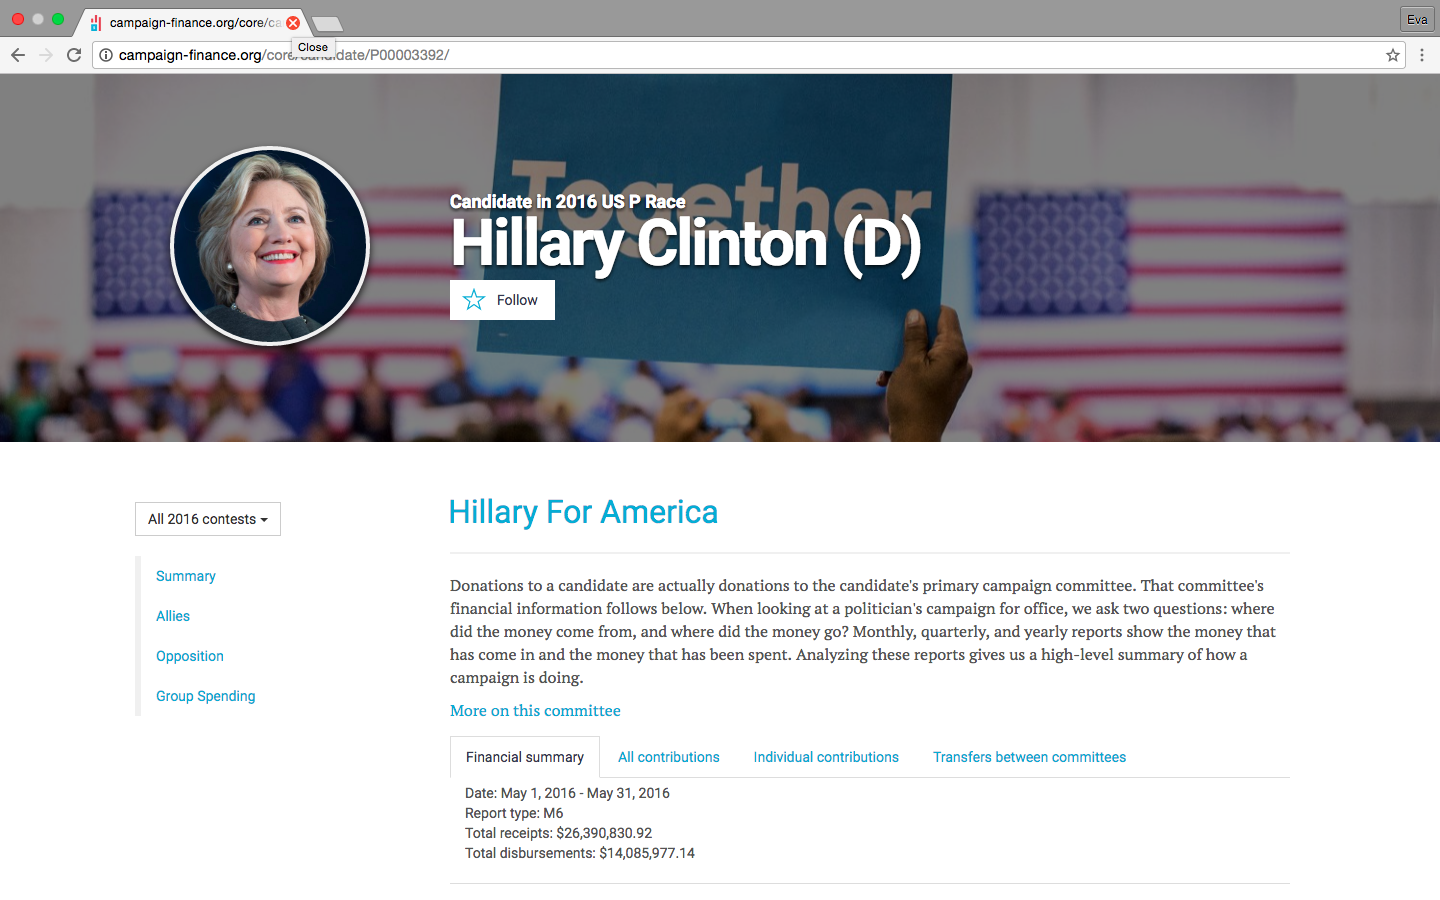 campaign-finance.org/core/ca
Eva
Close
campaign-finance.org/core/candidate/P00003392/
Together
Candidate in 2016 US P Race
Hillary Clinton (D)
Follow
All 2016 contests
Summary
Allies
Opposition
Group Spending
Hillary For America
Donations to a candidate are actually donations to the candidate's primary campaign committee. That committee's
financial information follows below. When looking at a politician's campaign for office, we ask two questions: where
did the money come from, and where did the money go? Monthly, quarterly, and yearly reports show the money that
has come in and the money that has been spent. Analyzing these reports gives us a high-level summary of how a
campaign is doing.
More on this committee
Financial summary
All contributions
Individual contributions
Transfers between committees
Date: May 1, 2016 - May 31, 2016
Report type: M6
Total receipts: $26,390,830.92
Total disbursements: $14,085,977.14